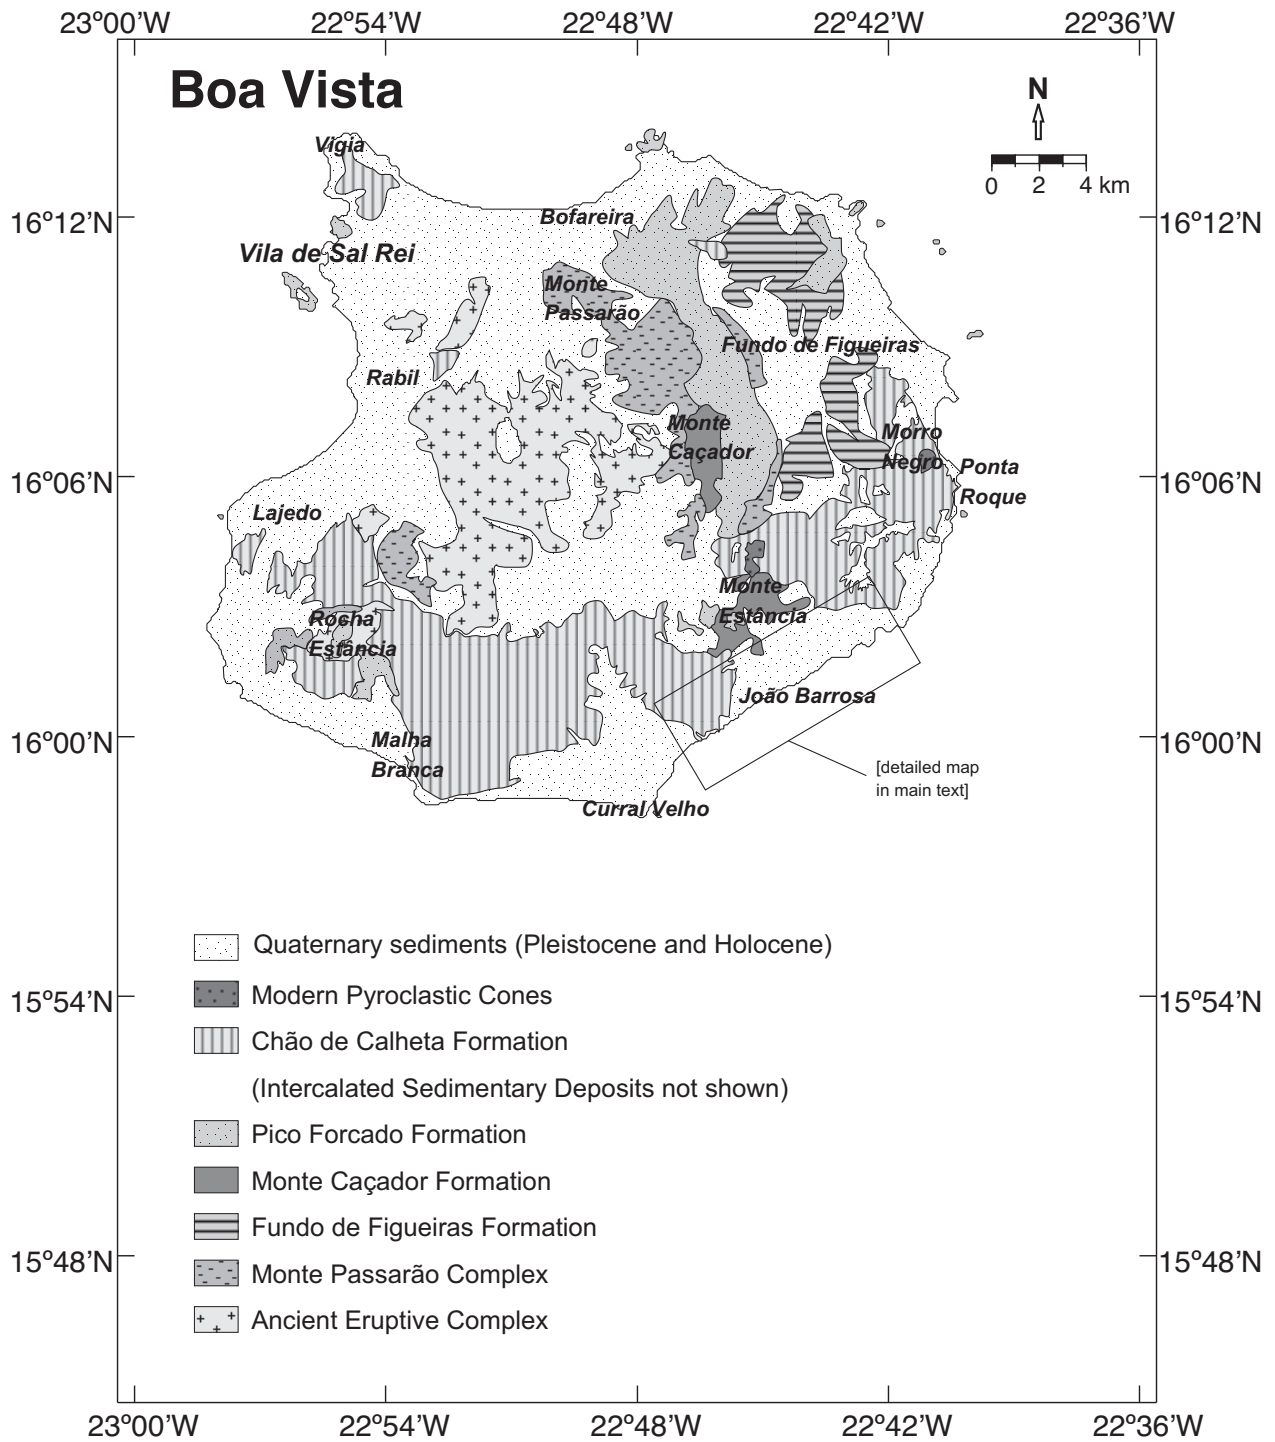 23º00’W 22º54’W 22º48’W 22º42’W 22º36’W
Boa Vista
N
0 2 4 km
Vigia
16º12’N
Bofareira
16º12’N
Vila de Sal Rei
Monte
Passarão
Fundo de Figueiras
Rabil
Monte
Caçador
Morro
Negro
Ponta
Roque
16º06’N
16º06’N
Lajedo
Monte
Estância
Rocha
Estância
João Barrosa
Malha
Branca
16º00’N
16º00’N
[detailed map
in main text]
Curral Velho
Quaternary sediments (Pleistocene and Holocene)
15º54’N
Modern Pyroclastic Cones
15º54’N
Chão de Calheta Formation
(Intercalated Sedimentary Deposits not shown)
Pico Forcado Formation
Monte Caçador Formation
Fundo de Figueiras Formation
15º48’N
15º48’N
Monte Passarão Complex
Ancient Eruptive Complex
23º00’W 22º54’W 22º48’W 22º42’W 22º36’W